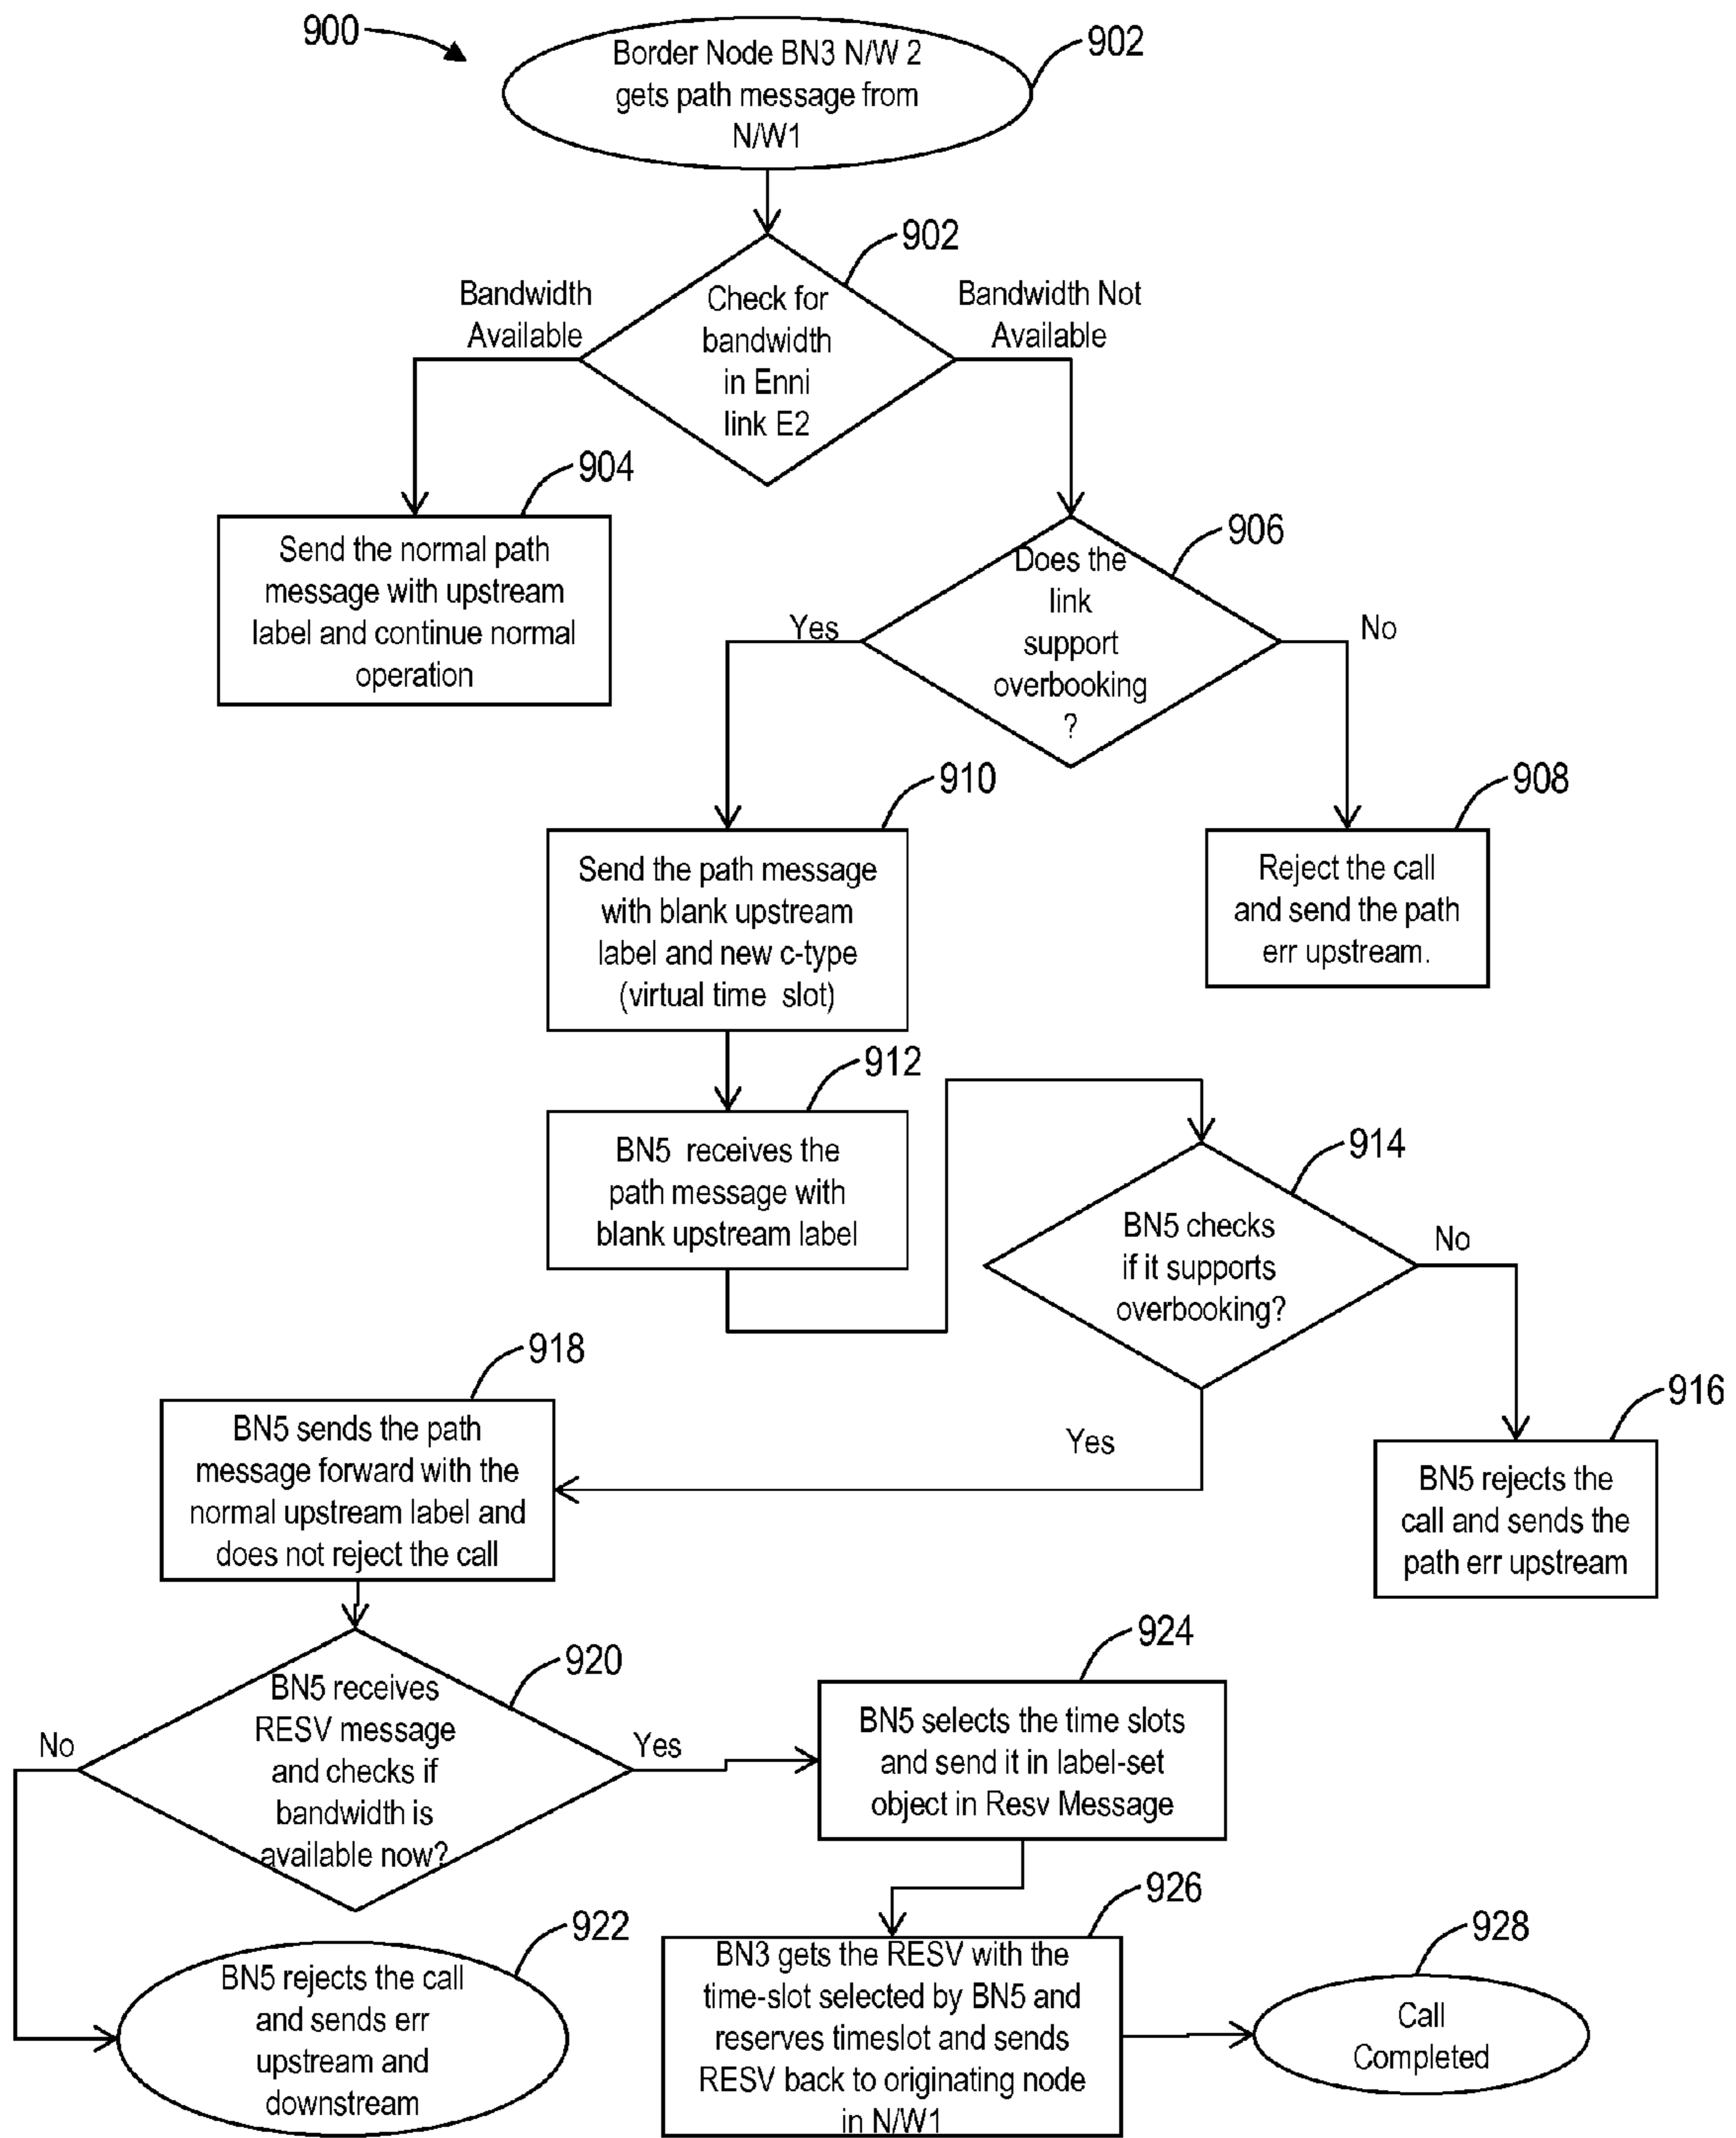 900
Border Node BN3 N/W 2
gets path message from
N/W1
902
902
Bandwidth
Available
Check for
bandwidth
in Enni
link E2
Bandwidth Not
Available
904
Send the normal path
message with upstream
label and continue normal
operation
906
Does the
link
support
overbooking
?
Yes
No
910
Send the path message
with blank upstream
label and new c-type
(virtual time slot)
908
Reject the call
and send the path
err upstream.
912
BN5 receives the
path message with
blank upstream label
914
BN5 checks
if it supports
overbooking?
No
Yes
916
BN5 rejects the
call and sends the
path err upstream
918
BN5 sends the path
message forward with the
normal upstream label and
does not reject the call
920
BN5 receives
RESV message
and checks if
bandwidth is
available now?
No
Yes
924
BN5 selects the time slots
and send it in label-set
object in Resv Message
922
BN5 rejects the call
and sends err
upstream and
downstream
926
BN3 gets the RESV with the
time-slot selected by BN5 and
reserves timeslot and sends
RESV back to originating node
in N/W1
928
Call
Completed